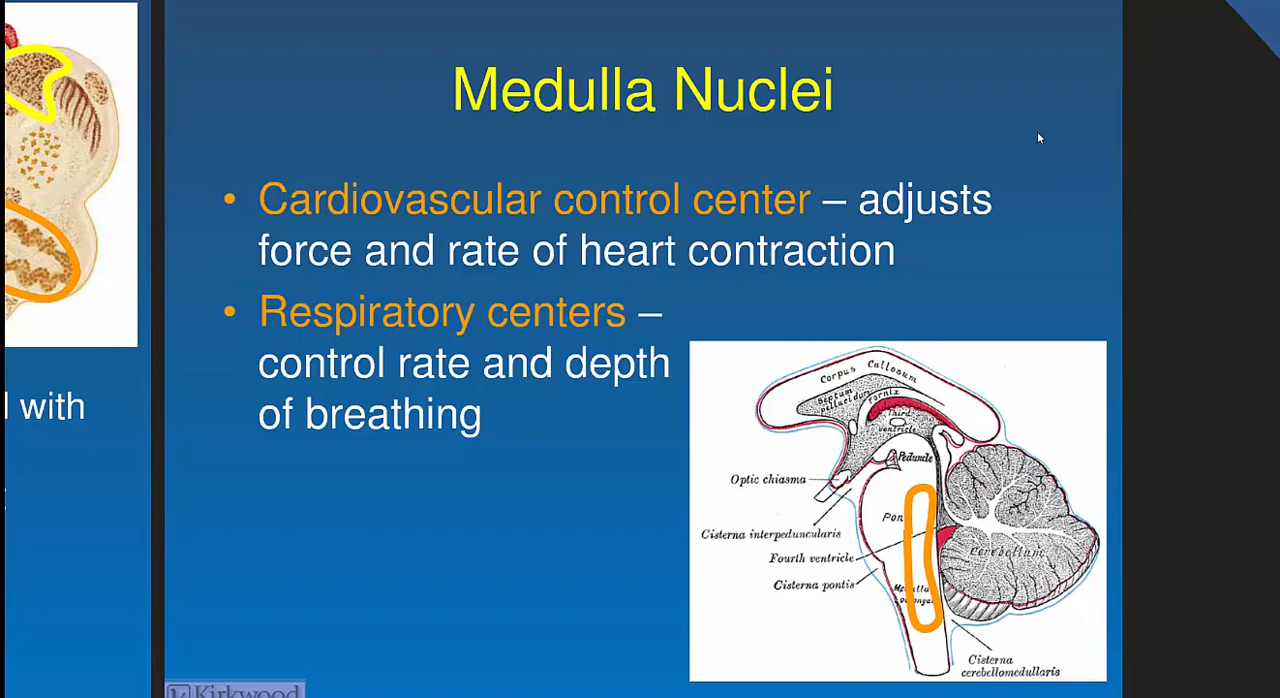 Medulla Nuclei
• Cardiovascular control center – adjusts
force and rate of heart contraction
• Respiratory centers –
control rate and depth
of breathing
with
Corpus Callosum
Septum
pellucidum
Fornix
Third
ventricle
Peduncle
Optic chiasma
Pon
Cisterna interpeduncularis
Fourth ventricle
Cerebellum
Cisterna pontis
Medulla
Cisterna
cerebellomedullaris
Kirkwood